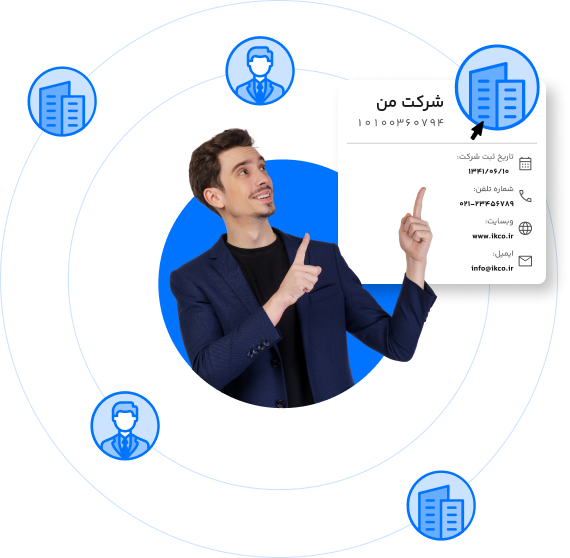 شرکت من
۱۰۱۰۰۳۶۰۷۹۴
تاریخ ثبت شرکت:
۱۳۴۱/۰۶/۱۰
شماره تلفن:
۰۲۱-۲۳۴۵۶۷۸۹
وبسایت:
www.ikco.ir
ایمیل:
info@ikco.ir